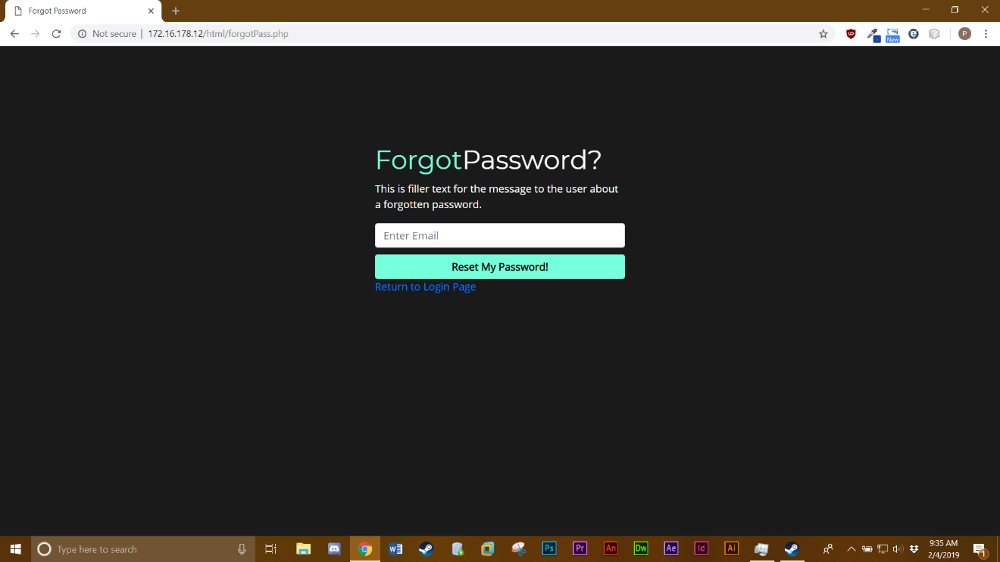 Forgot Password
Not secure | 172.16.178.12/html/forgotPass.php
New
P
ForgotPassword?
This is filler text for the message to the user about
a forgotten password.
Enter Email
Reset My Password!
Return to Login Page
Type here to search
W
Ps
Pr
An
Dw
Ae
Id
Ai
9:35 AM
2/4/2019
1